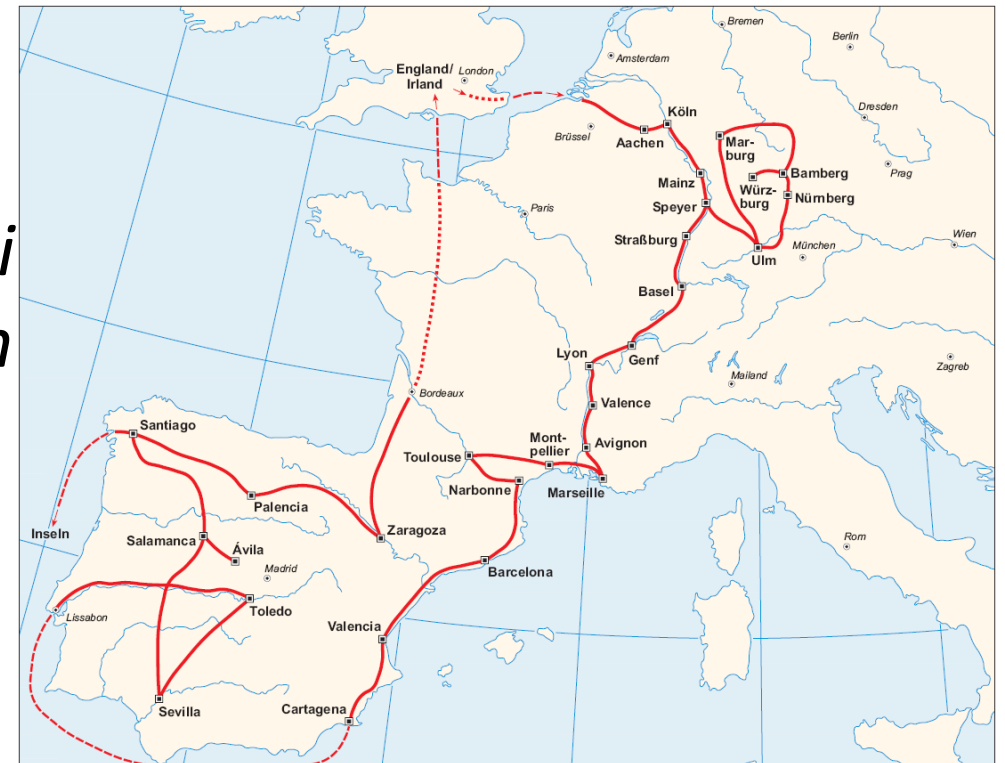 i
n
Bremen
Berlin
Amsterdam
England/
Irland
London
Dresden
Köln
Brüssel
Aachen
Mar-
burg
Prag
Mainz
Bamberg
Würz-
burg
Nürnberg
Speyer
Paris
Straßburg
Wien
München
Ulm
Basel
Lyon
Genf
Zagreb
Mailand
Bordeaux
Valence
Santiago
Mont-
pellier
Avignon
Toulouse
Narbonne
Marseille
Palencia
Inseln
Zaragoza
Salamanca
Ávila
Rom
Madrid
Barcelona
Toledo
Lissabon
Valencia
Sevilla
Cartagena